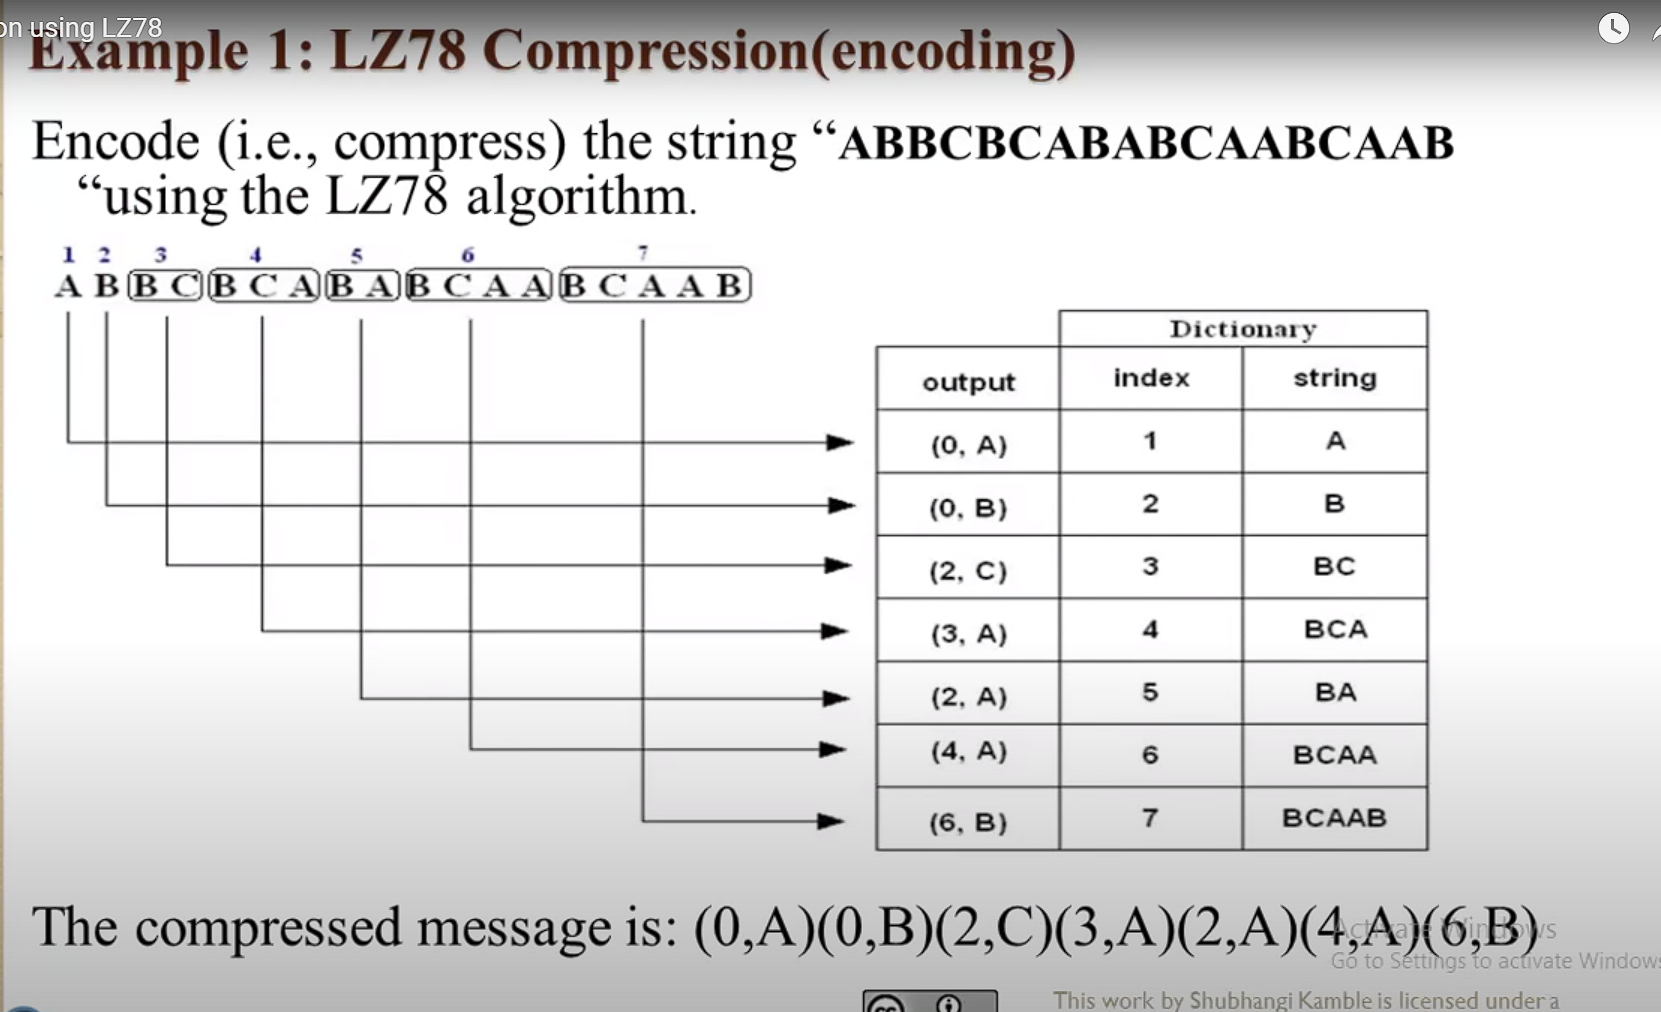 on using LZ78
Example 1: LZ78 Compression(encoding)
Encode (i.e., compress) the string “ABBCBCABABCAABCAAB
“using the LZ78 algorithm.
1 2 3 4 5 6 7
A B B C B C A B A B C A A B C A A B
Dictionary
output index string
(0, A) 1 A
(0, B) 2 B
(2, C) 3 BC
(3, A) 4 BCA
(2, A) 5 BA
(4, A) 6 BCAA
(6, B) 7 BCAAB
The compressed message is: (0,A)(0,B)(2,C)(3,A)(2,A)(4,A)(6,B)
Activate Windows
Go to Settings to activate Windows
cc
This work by Shubhangi Kamble is licensed under a